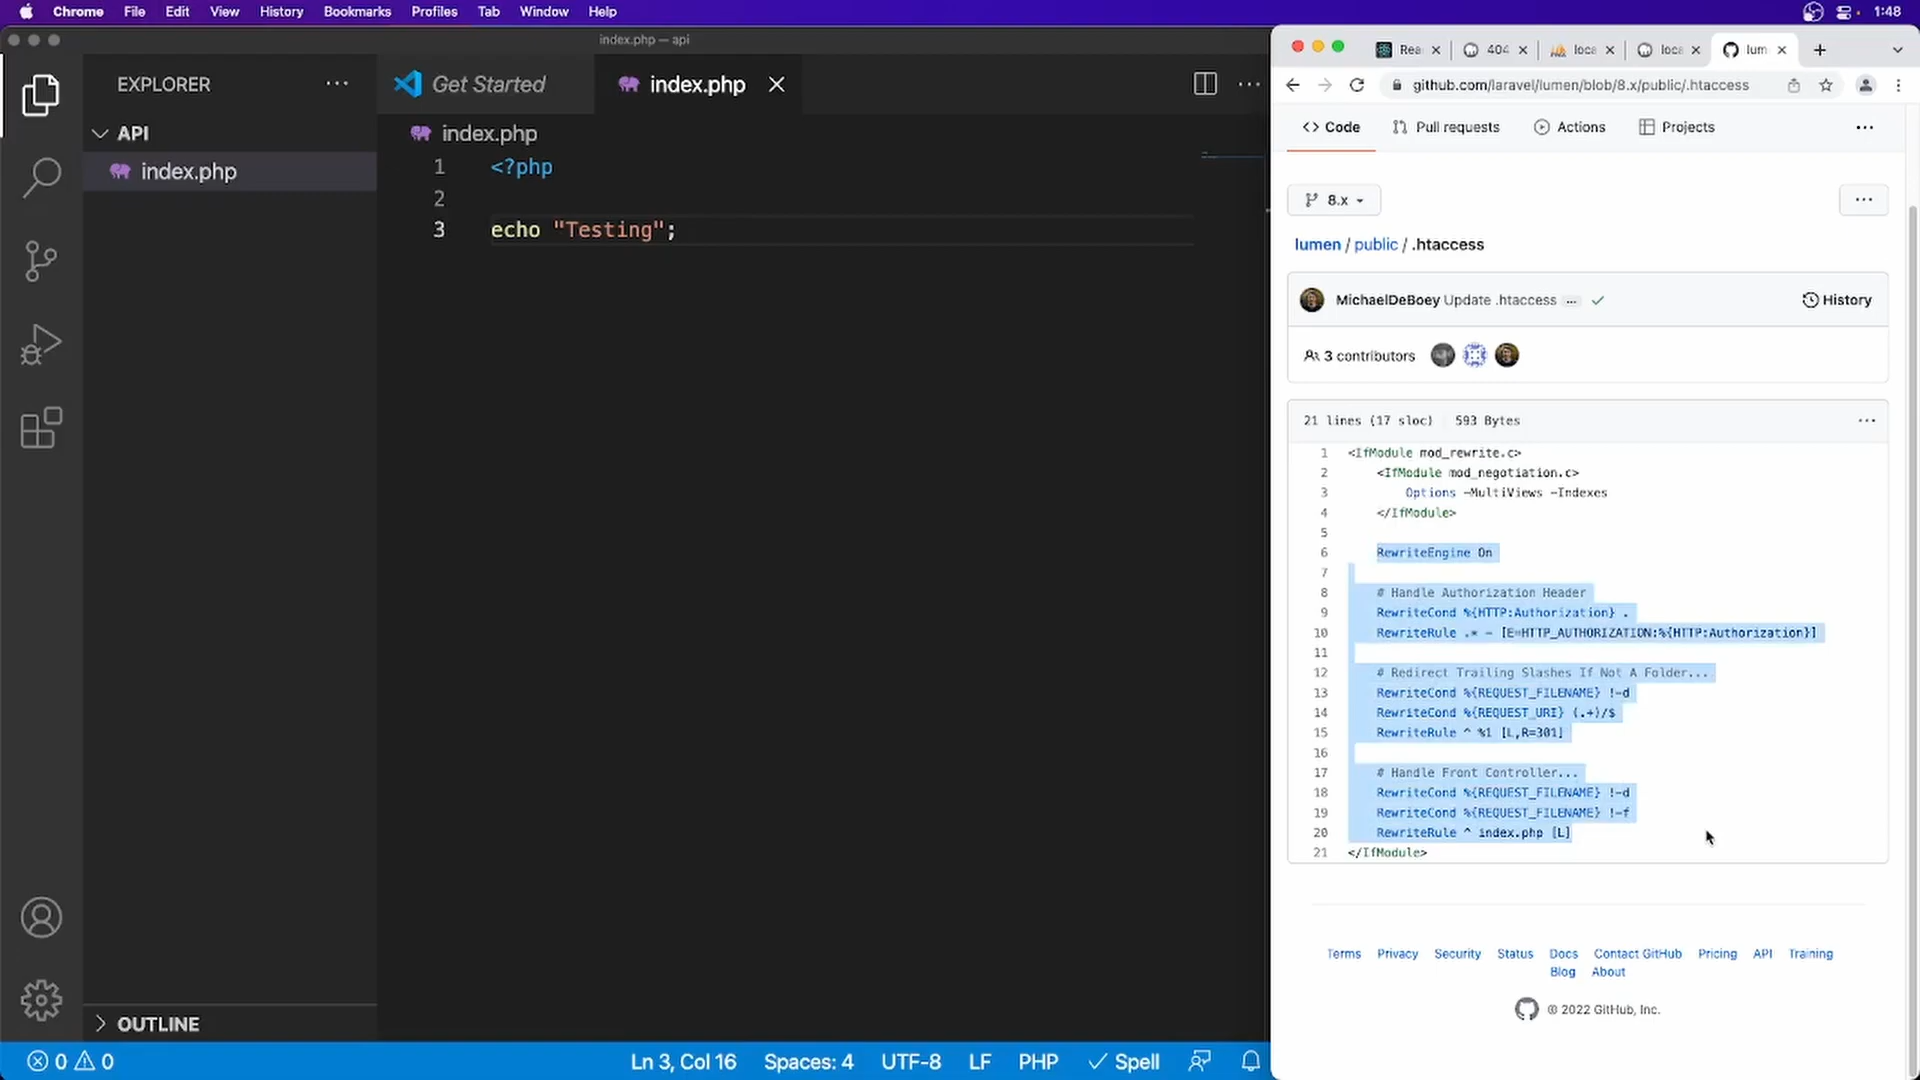 Chrome File Edit View History Bookmarks Profiles Tab Window Help 1:48
index.php — api
EXPLORER
API
index.php
OUTLINE
Get Started
index.php
index.php
1 <?php
2
3 echo "Testing";
0 0
Ln 3, Col 16 Spaces: 4 UTF-8 LF PHP Spell
Rea 404 loca loca lum
github.com/laravel/lumen/blob/8.x/public/.htaccess
Code Pull requests Actions Projects
8.x
lumen / public / .htaccess
MichaelDeBoey Update .htaccess ... History
3 contributors
21 lines (17 sloc) 593 Bytes
1 <IfModule mod_rewrite.c>
2 <IfModule mod_negotiation.c>
3 Options -MultiViews -Indexes
4 </IfModule>
5
6 RewriteEngine On
7
8 # Handle Authorization Header
9 RewriteCond %{HTTP:Authorization} .
10 RewriteRule .* - [E=HTTP_AUTHORIZATION:%{HTTP:Authorization}]
11
12 # Redirect Trailing Slashes If Not A Folder...
13 RewriteCond %{REQUEST_FILENAME} !-d
14 RewriteCond %{REQUEST_URI} (.+)/$
15 RewriteRule ^ %1 [L,R=301]
16
17 # Handle Front Controller...
18 RewriteCond %{REQUEST_FILENAME} !-d
19 RewriteCond %{REQUEST_FILENAME} !-f
20 RewriteRule ^ index.php [L]
21 </IfModule>
Terms Privacy Security Status Docs Contact GitHub Pricing API Training
Blog About
© 2022 GitHub, Inc.